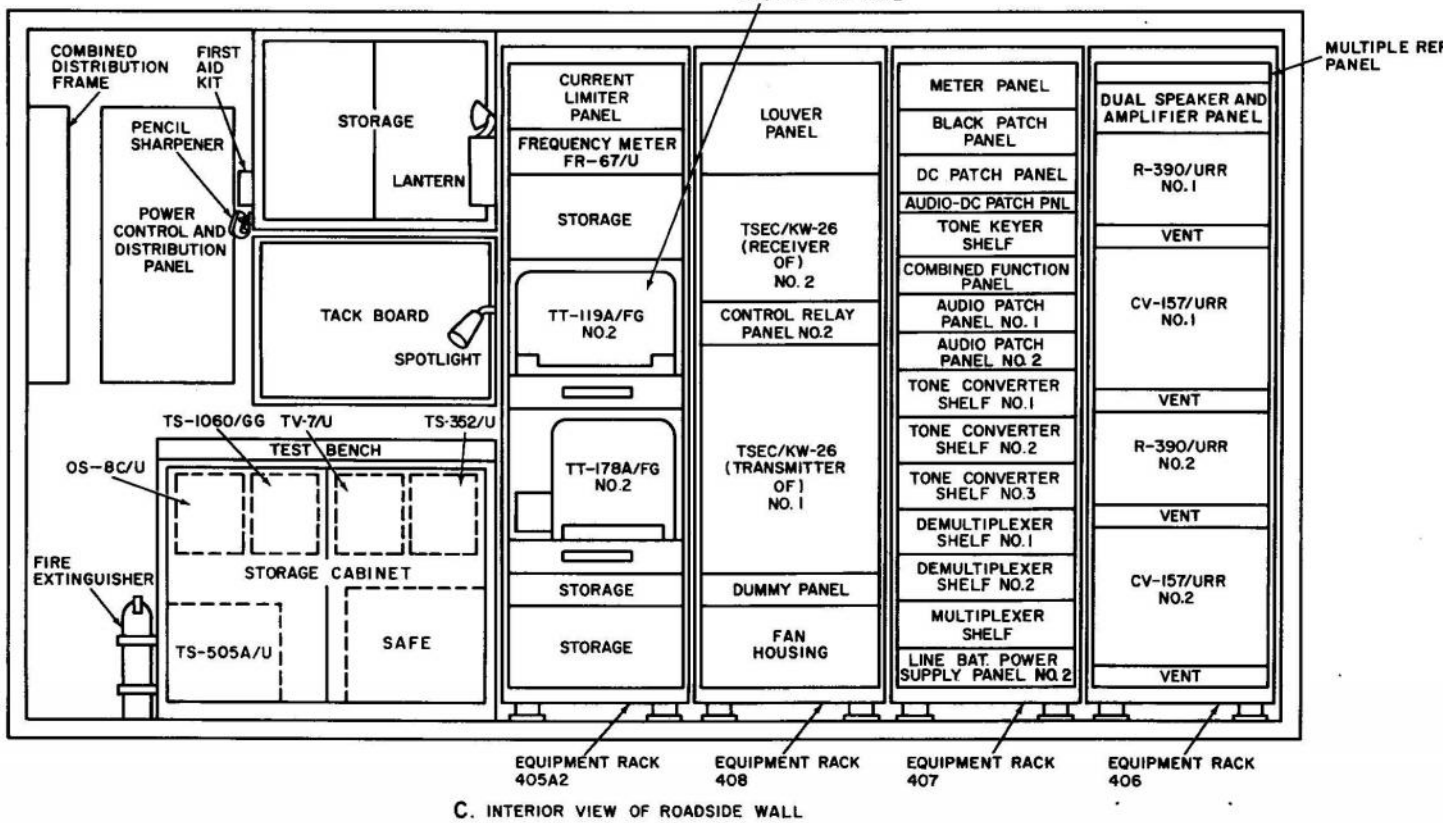 COMBINED
DISTRIBUTION
FRAME
FIRST
AID
KIT
PENCIL
SHARPENER
POWER
CONTROL AND
DISTRIBUTION
PANEL
STORAGE
LANTERN
TACK BOARD
SPOTLIGHT
TS-1060/GG
TV-7/U
TS-352/U
TEST BENCH
OS-8C/U
STORAGE CABINET
FIRE
EXTINGUISHER
TS-505A/U
SAFE
CURRENT
LIMITER
PANEL
FREQUENCY METER
FR-67/U
STORAGE
TT-119A/FG
NO.2
TT-178A/FG
NO.2
STORAGE
STORAGE
EQUIPMENT RACK
405A2
LOUVER
PANEL
TSEC/KW-26
(RECEIVER
OF)
NO. 2
CONTROL RELAY
PANEL NO.2
TSEC/KW-26
(TRANSMITTER
OF)
NO. 1
DUMMY PANEL
FAN
HOUSING
EQUIPMENT RACK
408
METER PANEL
BLACK PATCH
PANEL
DC PATCH PANEL
AUDIO-DC PATCH PNL
TONE KEYER
SHELF
COMBINED FUNCTION
PANEL
AUDIO PATCH
PANEL NO. 1
AUDIO PATCH
PANEL NO. 2
TONE CONVERTER
SHELF NO.1
TONE CONVERTER
SHELF NO.2
TONE CONVERTER
SHELF NO.3
DEMULTIPLEXER
SHELF NO.1
DEMULTIPLEXER
SHELF NO.2
MULTIPLEXER
SHELF
LINE BAT. POWER
SUPPLY PANEL NO.2
EQUIPMENT RACK
407
MULTIPLE REF
PANEL
DUAL SPEAKER AND
AMPLIFIER PANEL
R-390/URR
NO.1
VENT
CV-157/URR
NO.1
VENT
R-390/URR
NO.2
VENT
CV-157/URR
NO.2
VENT
EQUIPMENT RACK
406
C. INTERIOR VIEW OF ROADSIDE WALL